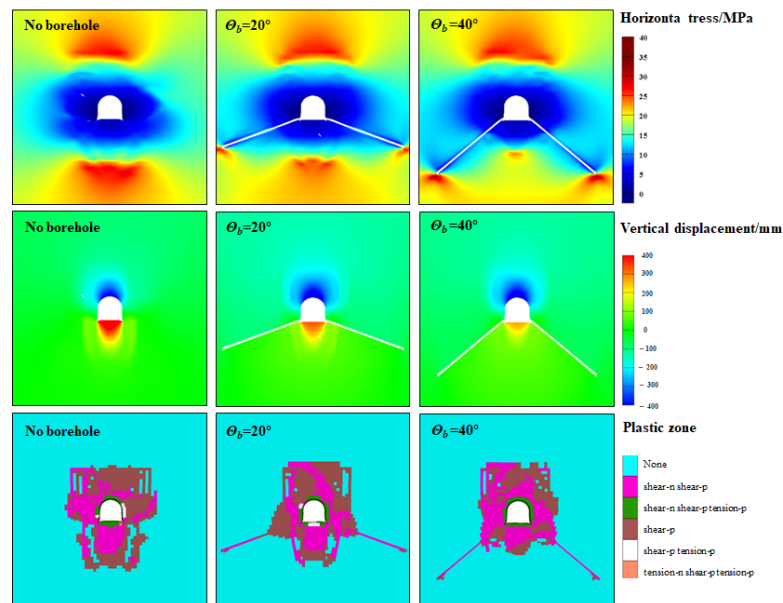 No borehole
Θb=20°
Θb=40°
Horizonta tress/MPa
40
35
30
25
20
15
10
5
0
No borehole
Θb=20°
Θb=40°
Vertical displacement/mm
400
300
200
100
0
−100
−200
−300
−400
No borehole
Θb=20°
Θb=40°
Plastic zone
None
shear-n shear-p
shear-n shear-p tension-p
shear-p
shear-p tension-p
tension-n shear-p tension-p